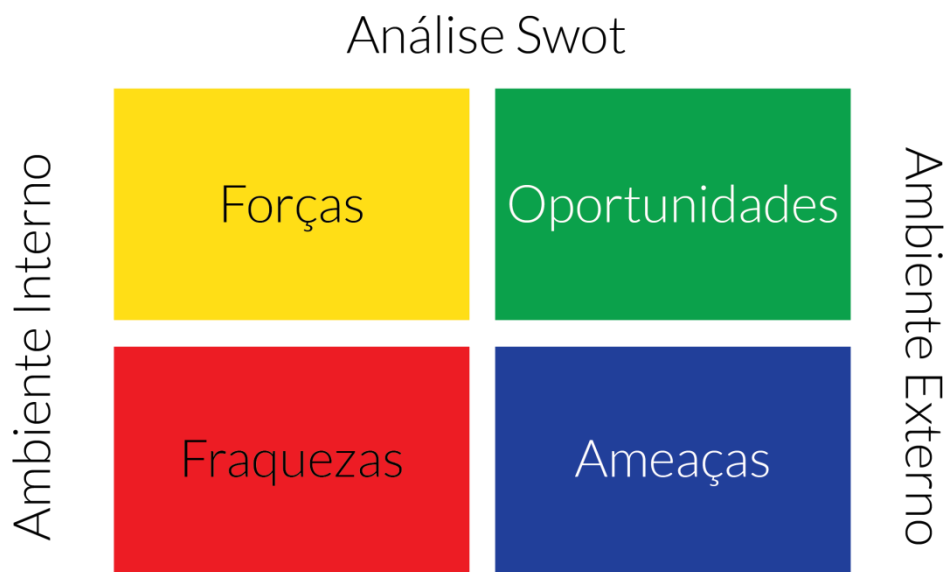 Análise Swot
Ambiente Interno
Forças
Oportunidades
Fraquezas
Ameaças
Ambiente Externo